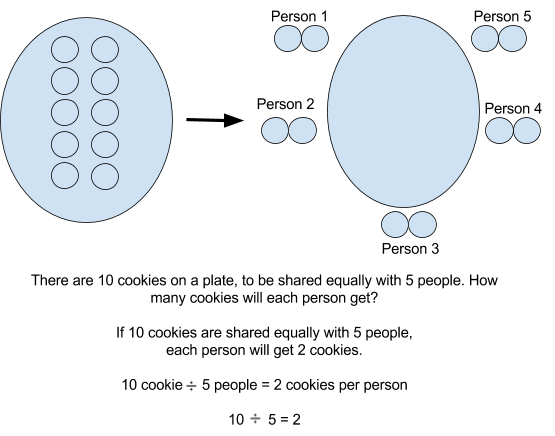 Person 1
Person 5
Person 2
Person 4
Person 3
There are 10 cookies on a plate, to be shared equally with 5 people. How
many cookies will each person get?
If 10 cookies are shared equally with 5 people,
each person will get 2 cookies.
10 cookie ÷ 5 people = 2 cookies per person
10 ÷ 5 = 2